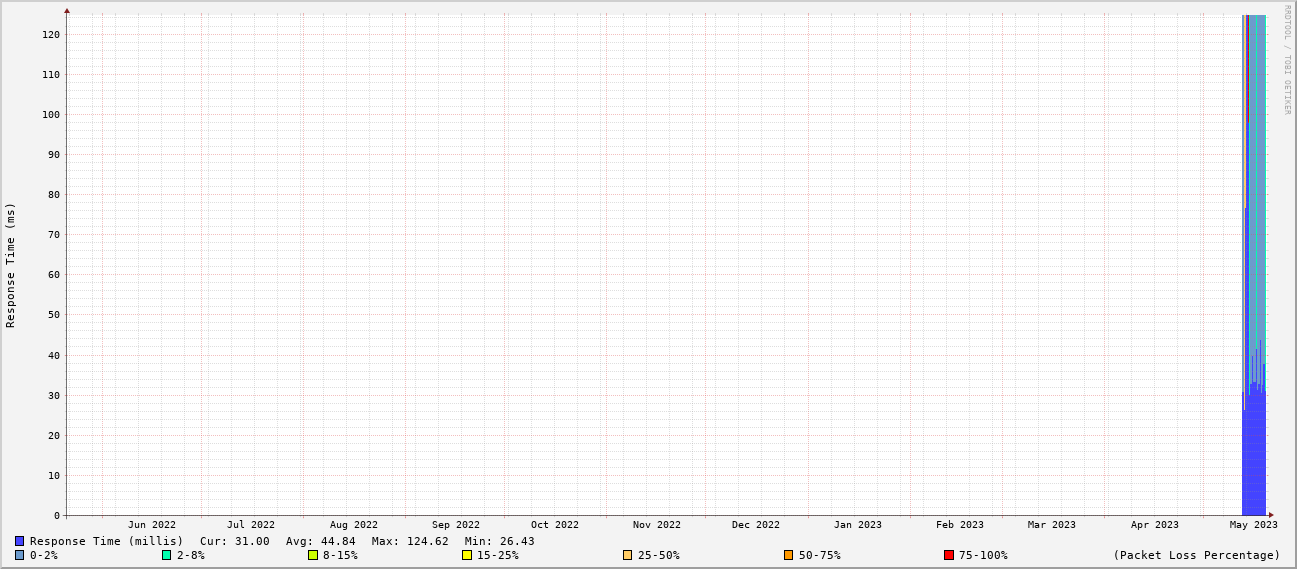 RRDTOOL / TOBI OETIKER
Response Time (ms)
120
110
100
90
80
70
60
50
40
30
20
10
0
Jun 2022 Jul 2022 Aug 2022 Sep 2022 Oct 2022 Nov 2022 Dec 2022 Jan 2023 Feb 2023 Mar 2023 Apr 2023 May 2023
Response Time (millis) Cur: 31.00 Avg: 44.84 Max: 124.62 Min: 26.43
0-2% 2-8% 8-15% 15-25% 25-50% 50-75% 75-100% (Packet Loss Percentage)